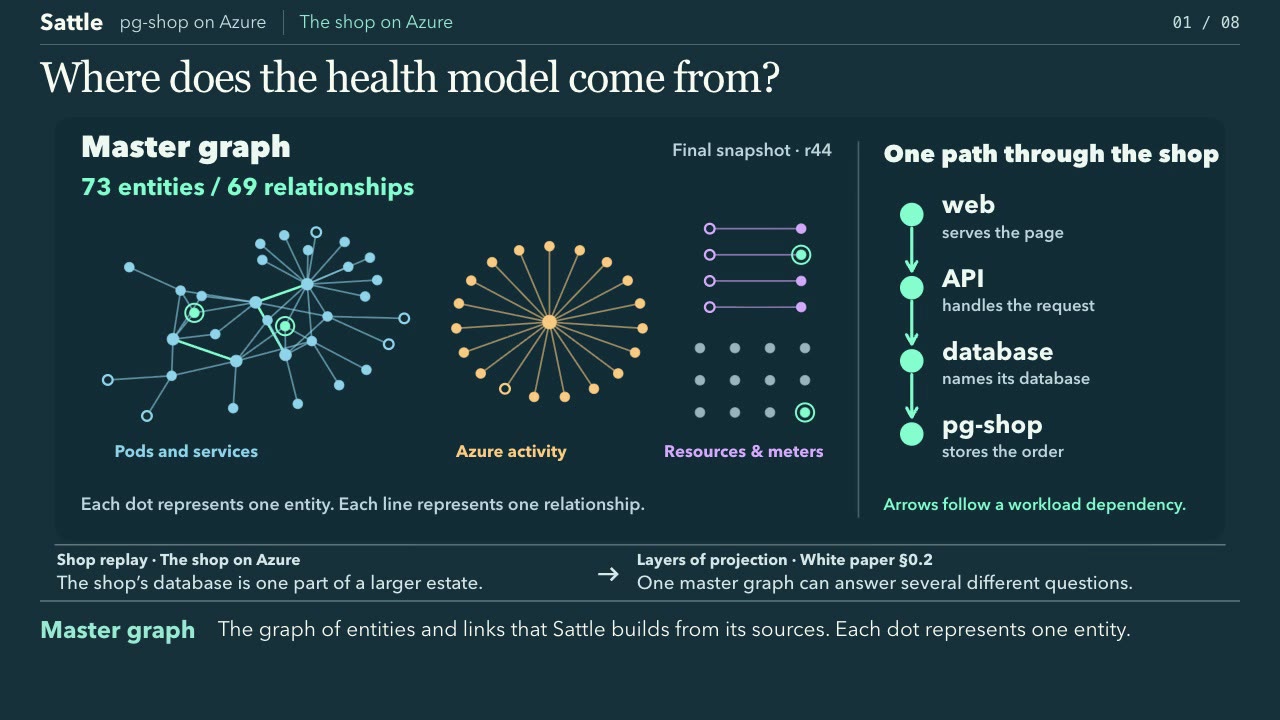 Sattle pg-shop on Azure The shop on Azure 01 / 08
Where does the health model come from?
Master graph
Final snapshot · r44
73 entities / 69 relationships
Pods and services
Azure activity
Resources & meters
Each dot represents one entity. Each line represents one relationship.
One path through the shop
web
serves the page
API
handles the request
database
names its database
pg-shop
stores the order
Arrows follow a workload dependency.
Shop replay · The shop on Azure
The shop’s database is one part of a larger estate.
→
Layers of projection · White paper §0.2
One master graph can answer several different questions.
Master graph The graph of entities and links that Sattle builds from its sources. Each dot represents one entity.